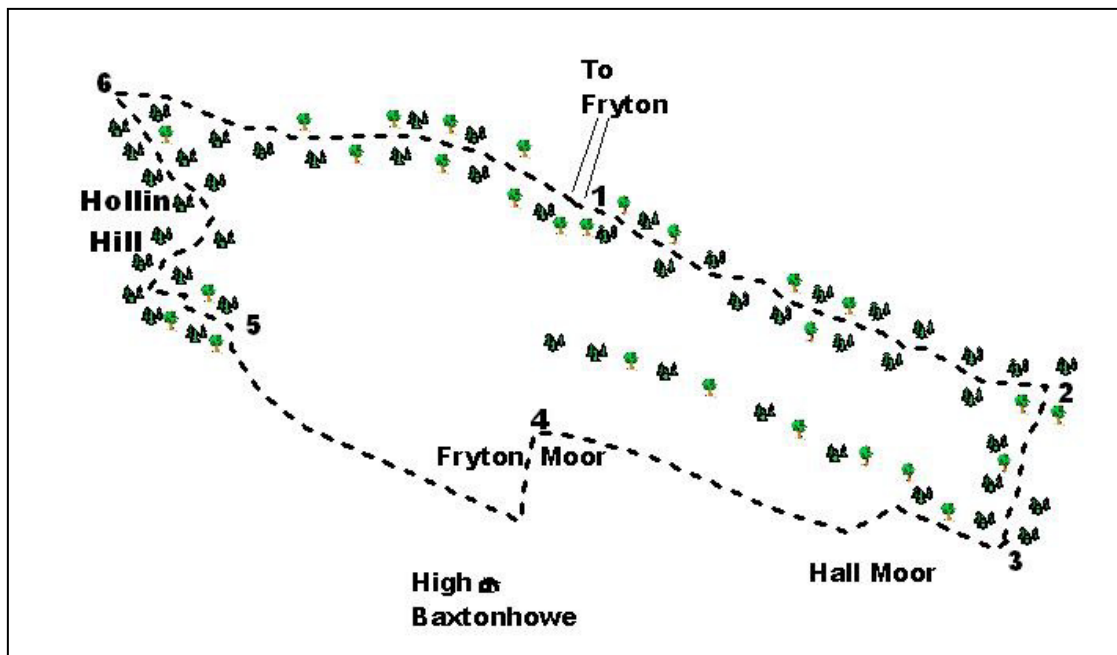 To
Fryton
6
1
Hollin
Hill
5
2
4
Fryton Moor
3
Hall Moor
High
Baxtonhowe